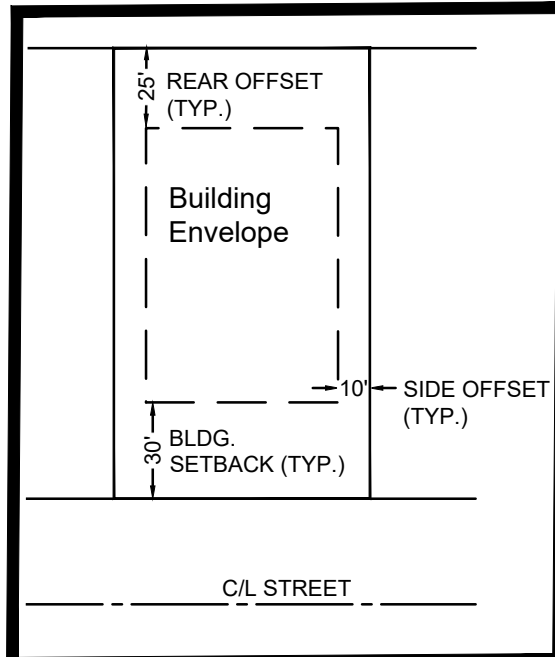 25'
REAR OFFSET
(TYP.)
Building
Envelope
10'
SIDE OFFSET
(TYP.)
30'
BLDG.
SETBACK (TYP.)
C/L STREET